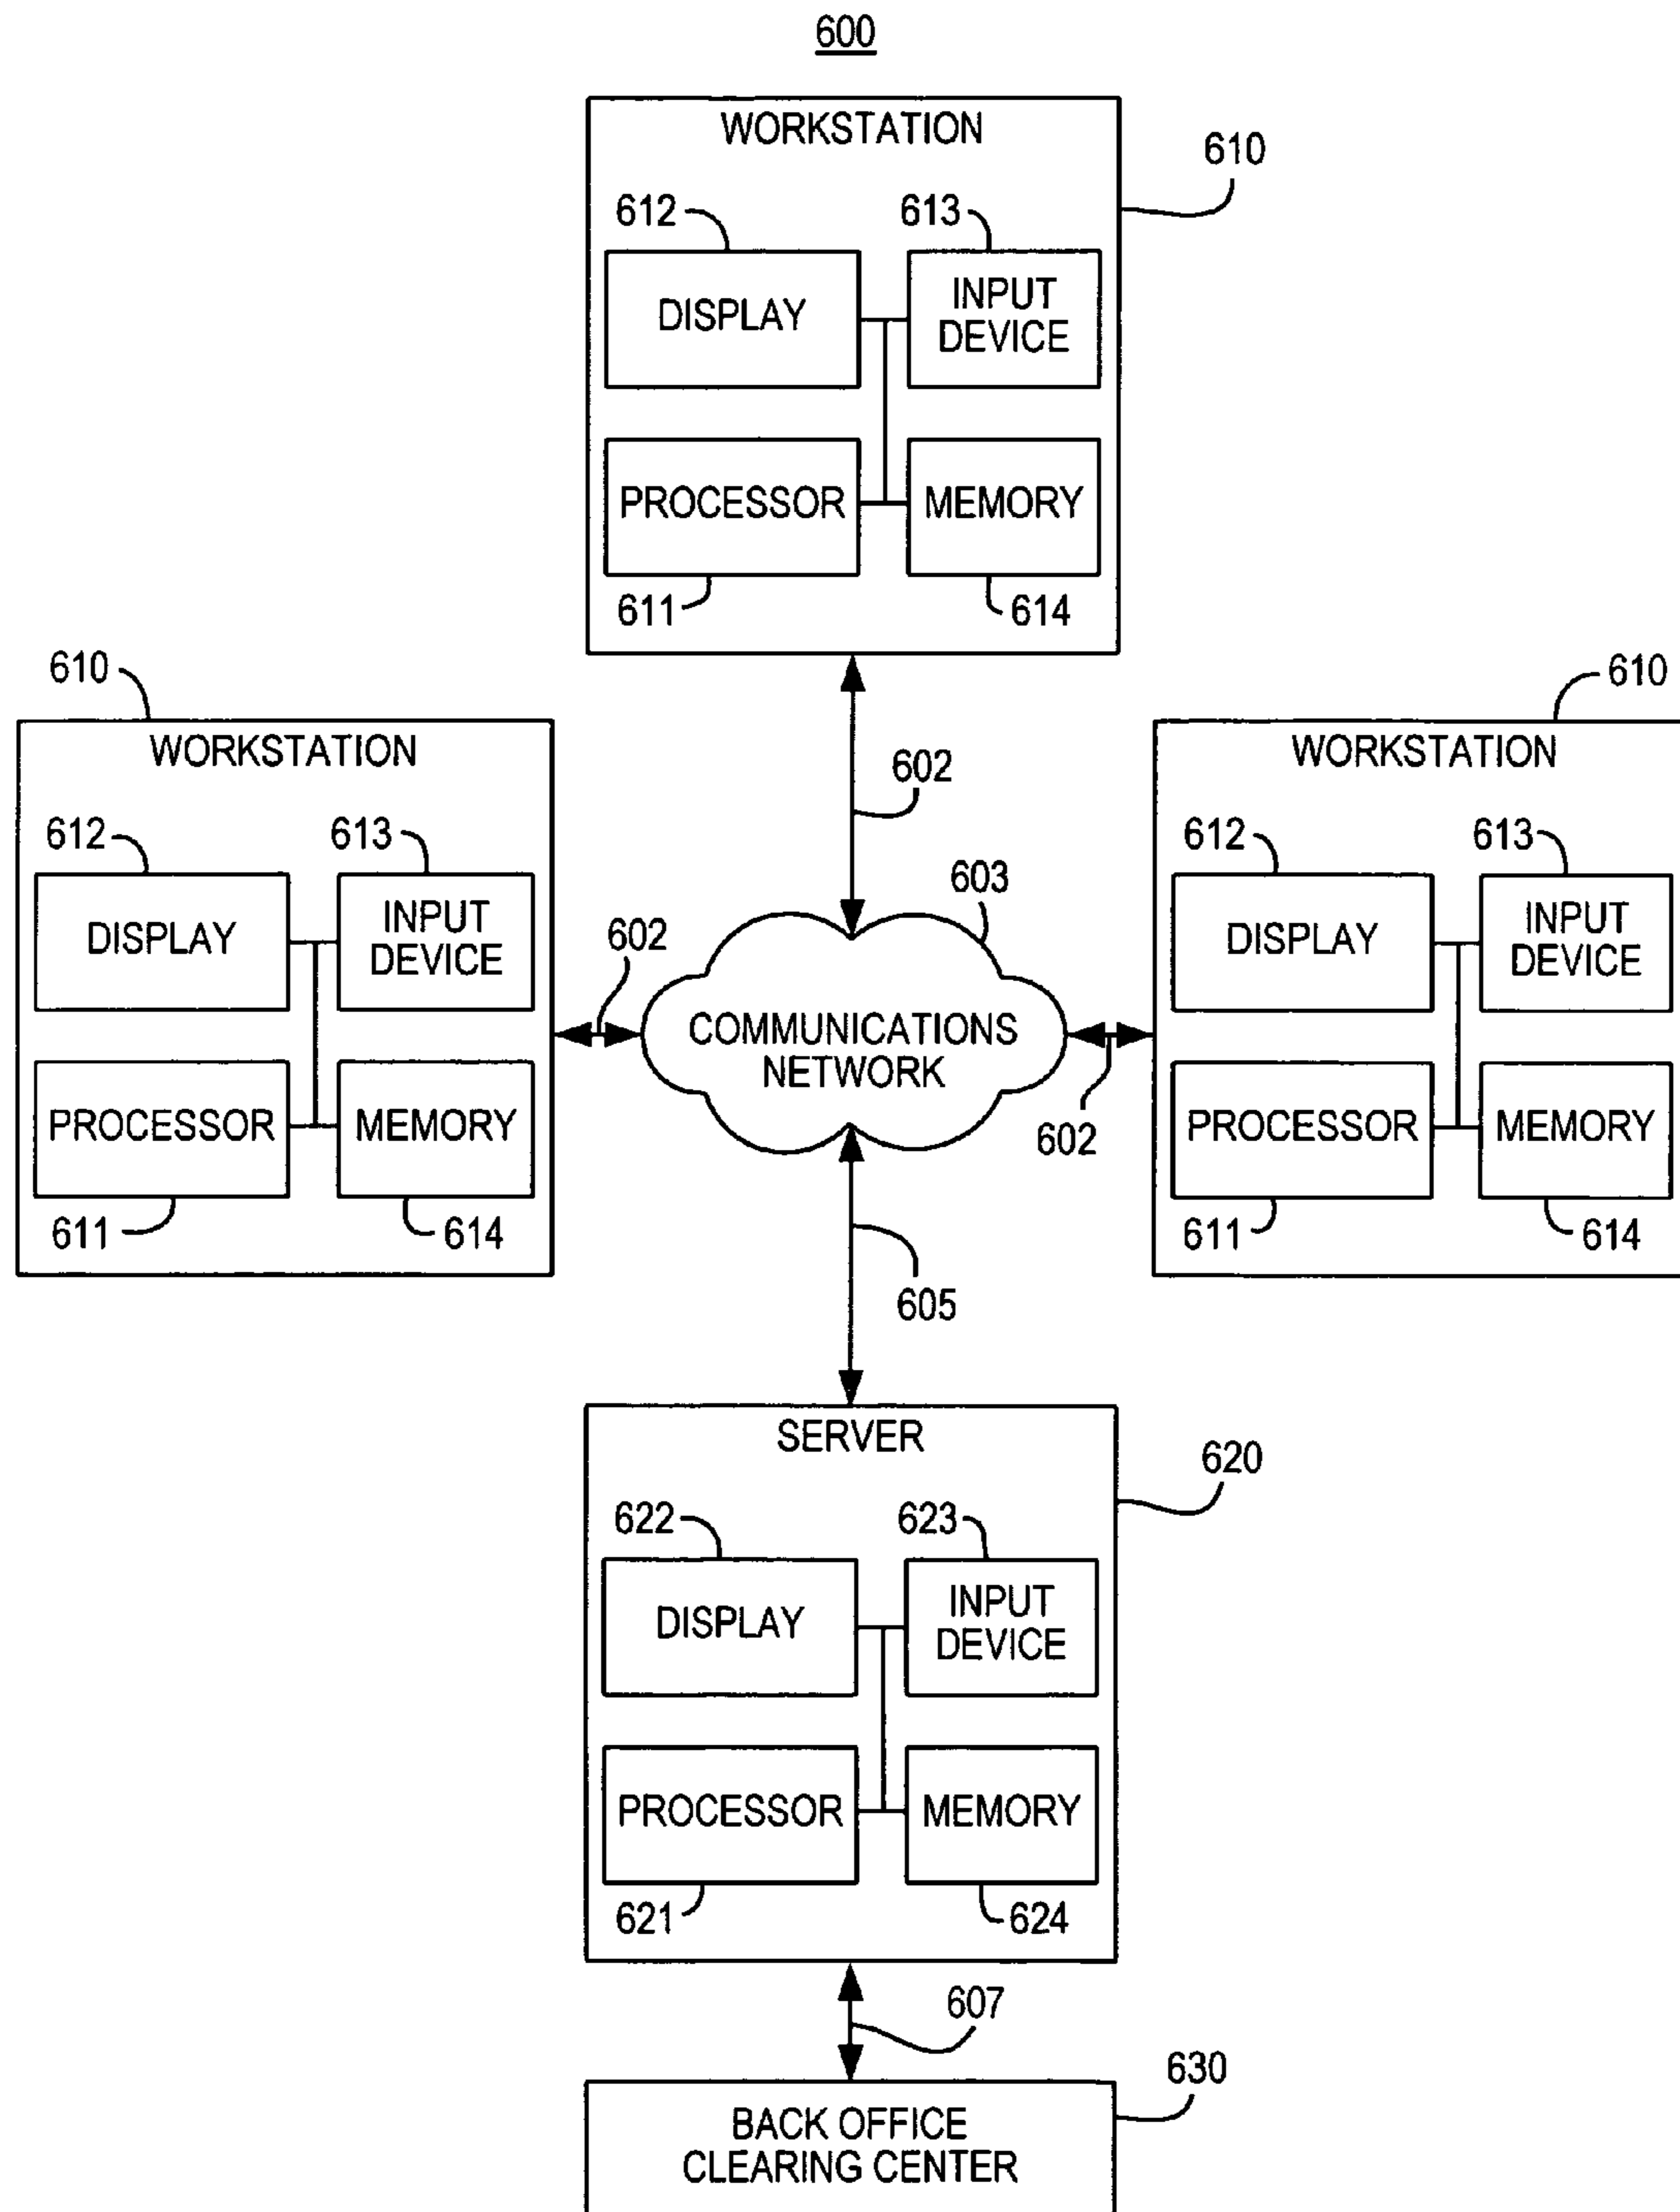 600
WORKSTATION
610
612
613
DISPLAY
INPUT
DEVICE
PROCESSOR
MEMORY
611
614
610
WORKSTATION
612
613
DISPLAY
INPUT
DEVICE
PROCESSOR
MEMORY
611
614
602
602
603
COMMUNICATIONS
NETWORK
602
605
610
WORKSTATION
612
613
DISPLAY
INPUT
DEVICE
PROCESSOR
MEMORY
611
614
SERVER
620
622
623
DISPLAY
INPUT
DEVICE
PROCESSOR
MEMORY
621
624
607
630
BACK OFFICE
CLEARING CENTER